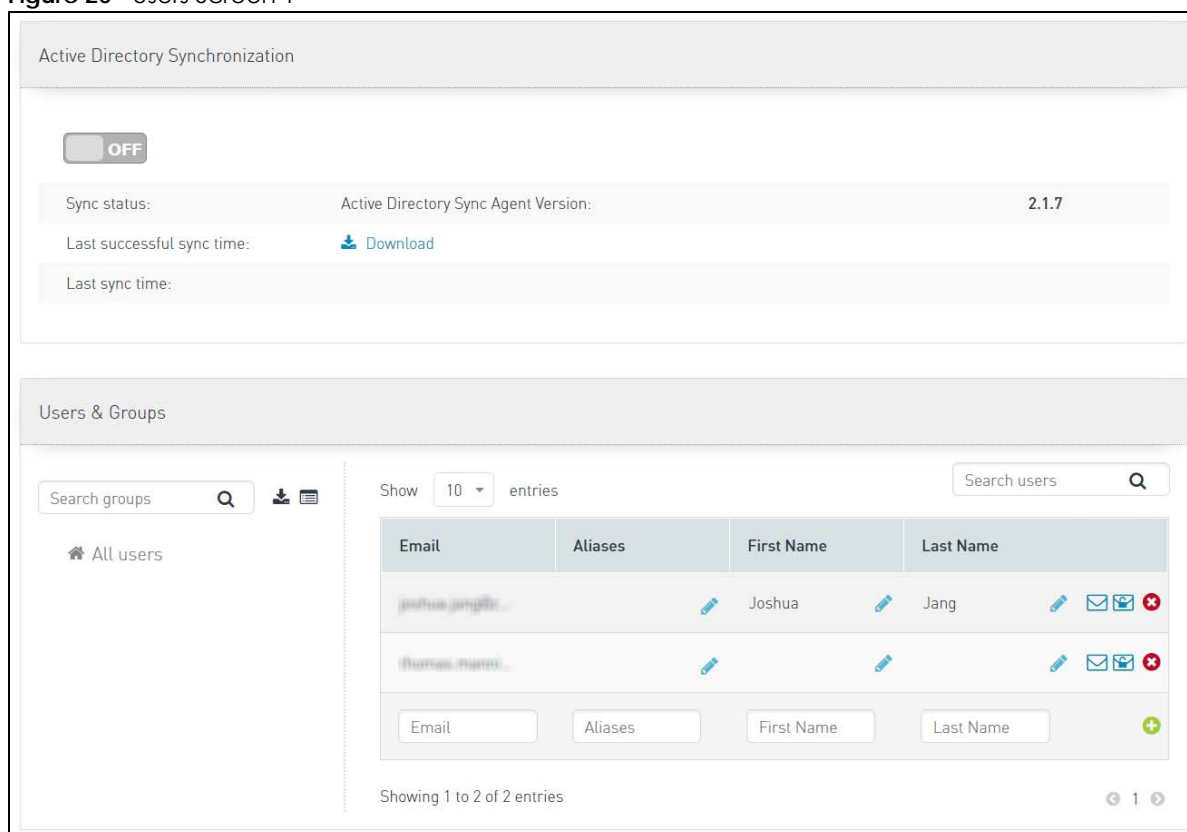 Active Directory Synchronization
OFF
Sync status: Active Directory Sync Agent Version: 2.1.7
Last successful sync time: Download
Last sync time:
Users & Groups
Search groups
All users
Show 10 entries
Search users
Email Aliases First Name Last Name
Joshua Jang
Email Aliases First Name Last Name
Showing 1 to 2 of 2 entries
1